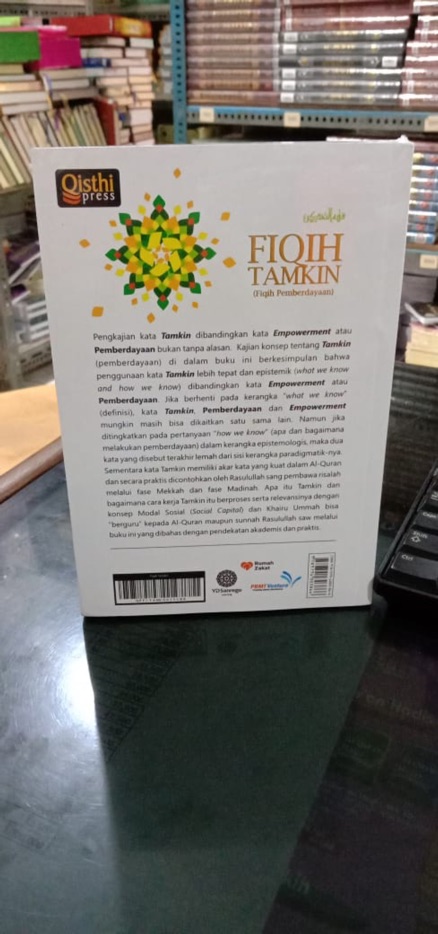 Qisthi
press
فقه التمكين
FIQIH
TAMKIN
(Fiqih Pemberdayaan)
Pengkajian kata Tamkin dibandingkan kata Empowerment atau
Pemberdayaan bukan tanpa alasan. Kajian konsep tentang Tamkin
(pemberdayaan) di dalam buku ini berkesimpulan bahwa
penggunaan kata Tamkin lebih tepat dan epistemik (what we know
and how we know) dibandingkan kata Empowerment atau
Pemberdayaan. Jika berhenti pada kerangka "what we know"
(definisi), kata Tamkin, Pemberdayaan dan Empowerment
mungkin masih bisa dikaitkan satu sama lain. Namun jika
ditingkatkan pada pertanyaan "how we know" (apa dan bagaimana
melakukan pemberdayaan) dalam kerangka epistemologis, maka dua
kata yang disebut terakhir lemah dari sisi kerangka paradigmatik-nya.
Sementara kata Tamkin memiliki akar kata yang kuat dalam Al-Quran
dan secara praktis dicontohkan oleh Rasulullah sang pembawa risalah
melalui fase Mekkah dan fase Madinah. Apa itu Tamkin dan
bagaimana cara kerja Tamkin itu berproses serta relevansinya dengan
konsep Modal Sosial (Social Capital) dan Khairu Ummah bisa
"berguru" kepada Al-Quran maupun sunnah Rasulullah saw melalui
buku ini yang dibahas dengan pendekatan akademis dan praktis.
Rumah
Zakat